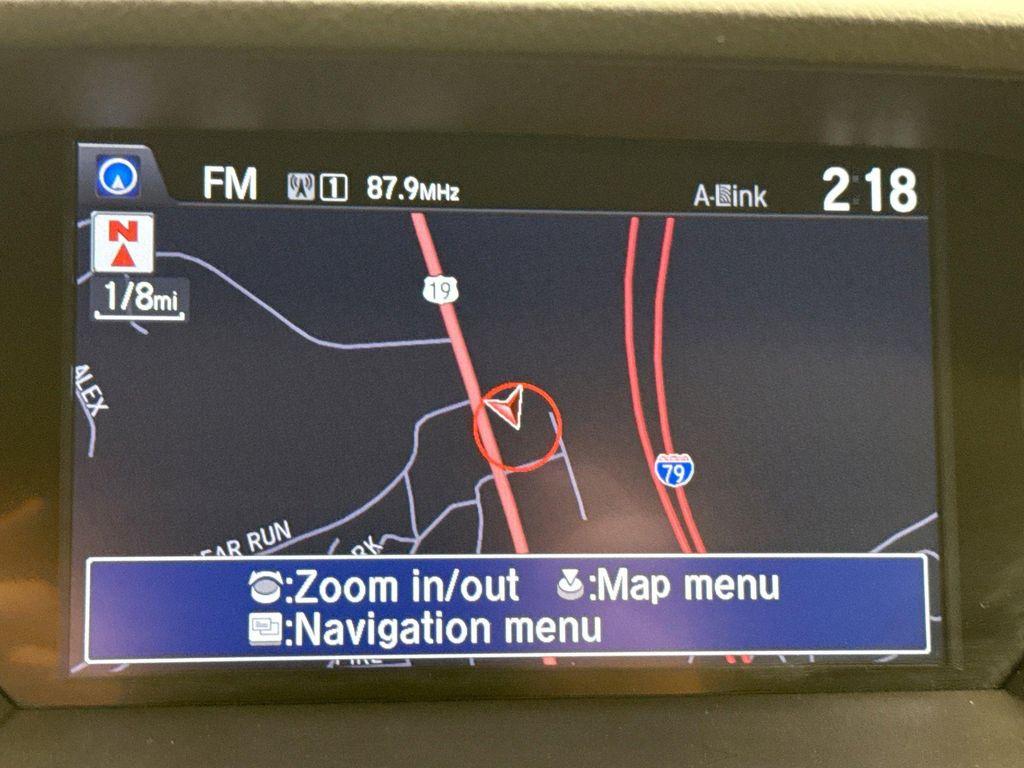 FM 1 87.9MHz A-Link 2:18
N
1/8mi
19
ALEX
79
EAR RUN
RK
:Zoom in/out :Map menu
:Navigation menu